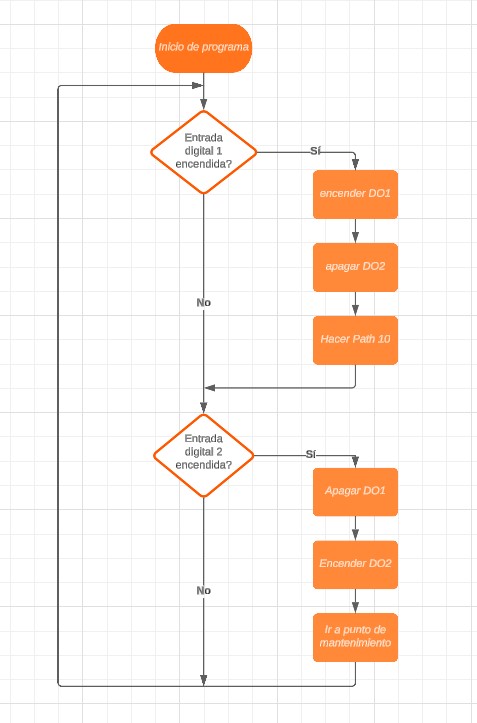 Inicio de programa
Entrada
digital 1
encendida?
Sí
encender DO1
apagar DO2
Hacer Path 10
No
Entrada
digital 2
encendida?
Sí
Apagar DO1
Encender DO2
No
Ir a punto de
mantenimiento